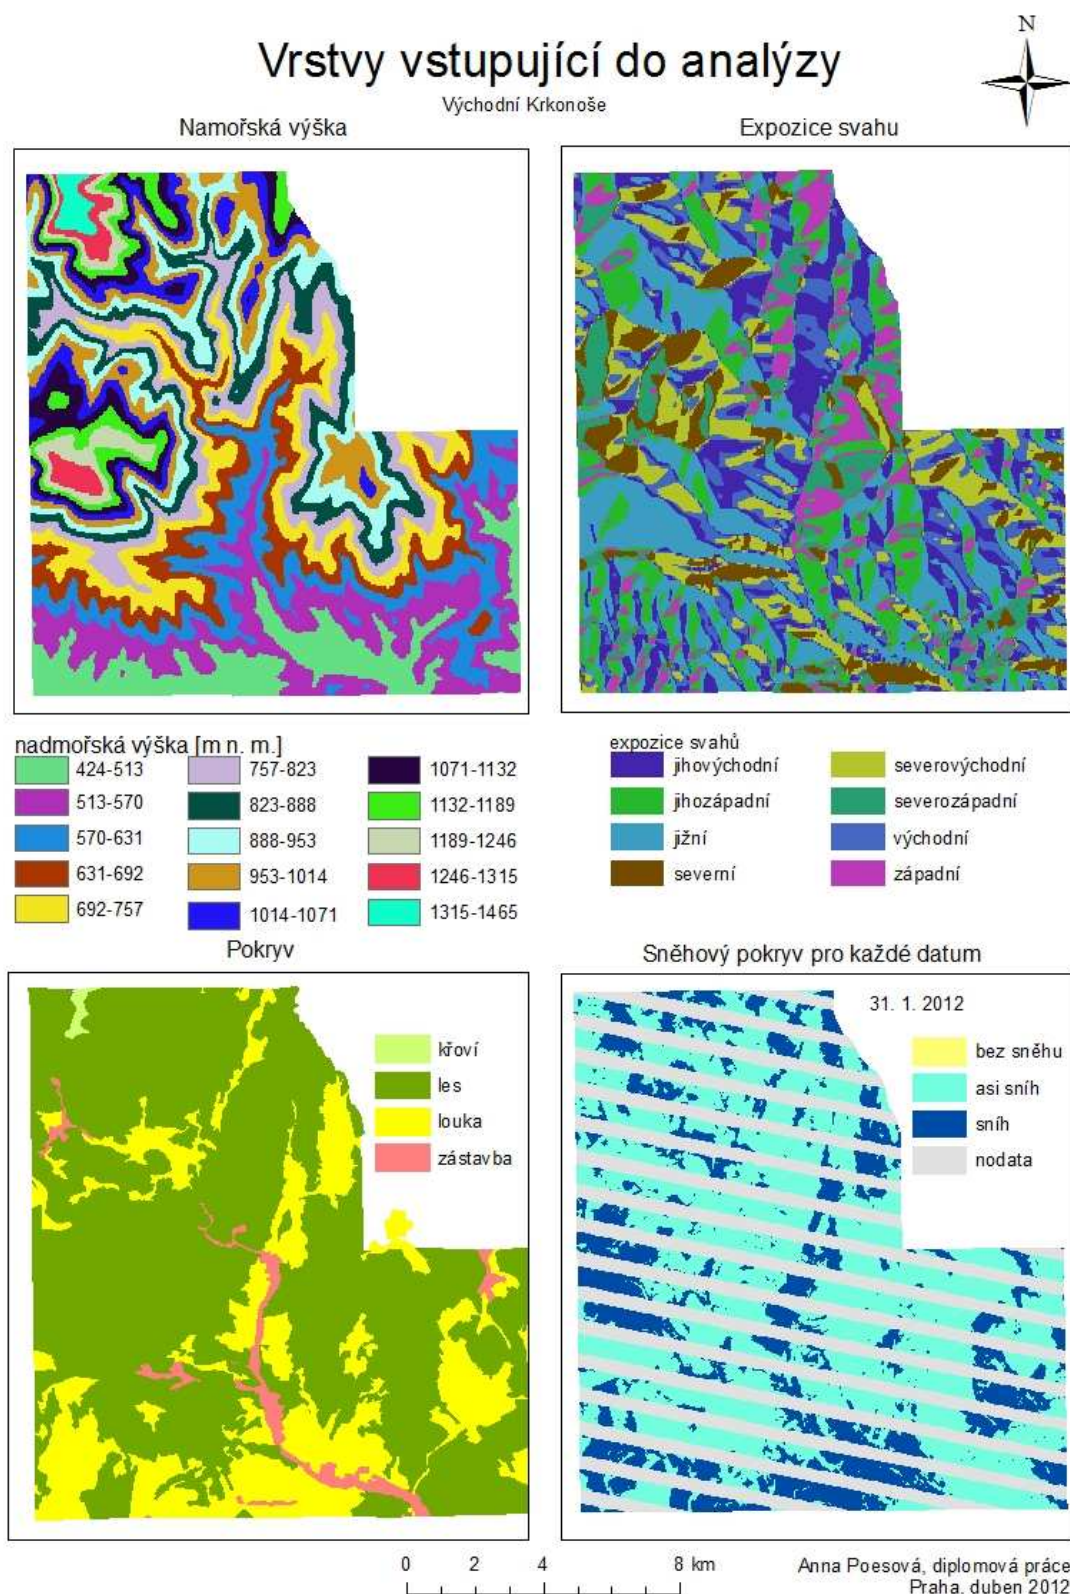 N
Vrstvy vstupující do analýzy
Východní Krkonoše
Namořská výška
Expozice svahu
nadmořská výška [m n. m.]
424-513
513-570
570-631
631-692
692-757
757-823
823-888
888-953
953-1014
1014-1071
1071-1132
1132-1189
1189-1246
1246-1315
1315-1465
expozice svahů
jihovýchodní
jihozápadní
jižní
severní
severovýchodní
severozápadní
východní
západní
Pokryv
křoví
les
louka
zástavba
Sněhový pokryv pro každé datum
31. 1. 2012
bez sněhu
asi sníh
sníh
nodata
0 2 4 8 km
Anna Poesová, diplomová práce
Praha: duben 2012